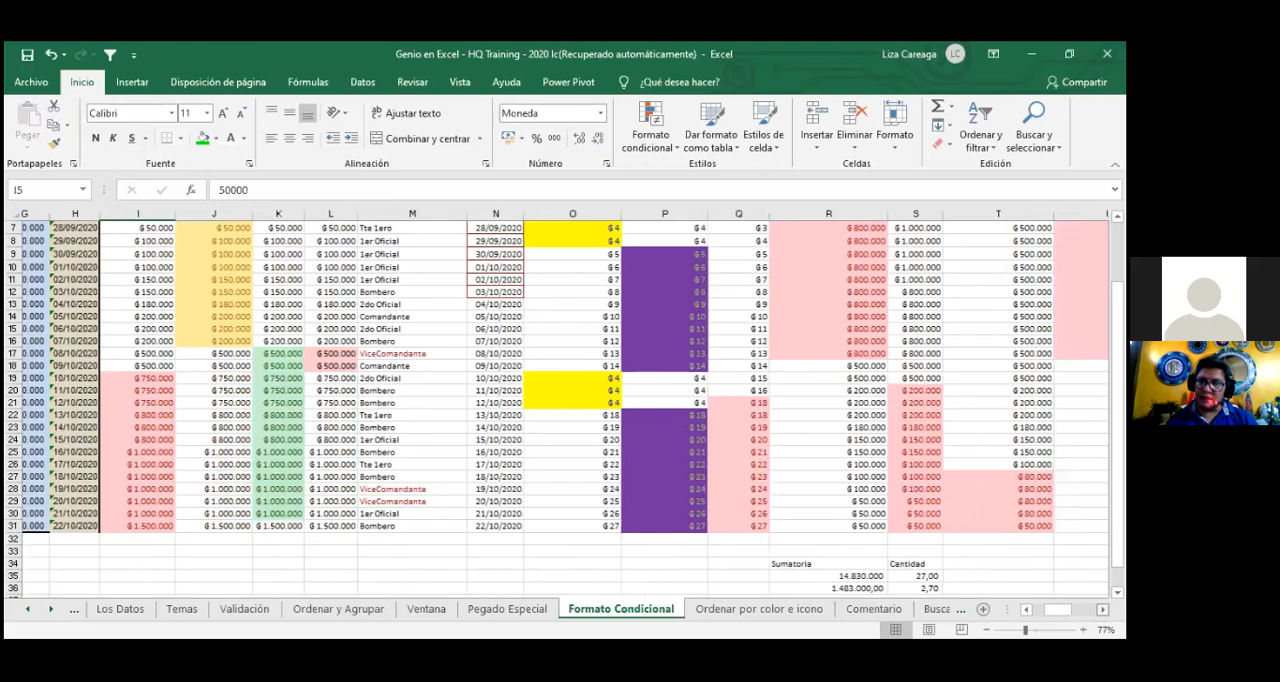 Genio en Excel - HQ Training - 2020 lc(Recuperado automáticamente) - Excel
Liza Careaga LC
Archivo Inicio Insertar Disposición de página Fórmulas Datos Revisar Vista Ayuda Power Pivot ¿Qué desea hacer? Compartir
Calibri 11 Ajustar texto Moneda
Pegar Combinar y centrar Formato condicional Dar formato como tabla Estilos de celda Insertar Eliminar Formato Ordenar y filtrar Buscar y seleccionar
N K S A % 000
Portapapeles Fuente Alineación Número Estilos Celdas Edición
I5 fx 50000
G H I J K L M N O P Q R S T
7 0.000 28/09/2020 ₲ 50.000 ₲ 50.000 ₲ 50.000 ₲ 50.000 Tte 1ero 28/09/2020 ₲ 4 ₲ 4 ₲ 3 ₲ 800.000 ₲ 1.000.000 ₲ 500.000
8 0.000 29/09/2020 ₲ 100.000 ₲ 100.000 ₲ 100.000 ₲ 100.000 1er Oficial 29/09/2020 ₲ 4 ₲ 4 ₲ 4 ₲ 800.000 ₲ 1.000.000 ₲ 500.000
9 0.000 30/09/2020 ₲ 100.000 ₲ 100.000 ₲ 100.000 ₲ 100.000 1er Oficial 30/09/2020 ₲ 5 ₲ 5 ₲ 5 ₲ 800.000 ₲ 1.000.000 ₲ 500.000
10 0.000 01/10/2020 ₲ 100.000 ₲ 100.000 ₲ 100.000 ₲ 100.000 1er Oficial 01/10/2020 ₲ 6 ₲ 6 ₲ 6 ₲ 800.000 ₲ 1.000.000 ₲ 500.000
11 0.000 02/10/2020 ₲ 150.000 ₲ 150.000 ₲ 150.000 ₲ 150.000 1er Oficial 02/10/2020 ₲ 7 ₲ 7 ₲ 7 ₲ 800.000 ₲ 1.000.000 ₲ 500.000
12 0.000 03/10/2020 ₲ 150.000 ₲ 150.000 ₲ 150.000 ₲ 150.000 Bombero 03/10/2020 ₲ 8 ₲ 8 ₲ 8 ₲ 800.000 ₲ 800.000 ₲ 500.000
13 0.000 04/10/2020 ₲ 180.000 ₲ 180.000 ₲ 180.000 ₲ 180.000 2do Oficial 04/10/2020 ₲ 9 ₲ 9 ₲ 9 ₲ 800.000 ₲ 800.000 ₲ 500.000
14 0.000 05/10/2020 ₲ 200.000 ₲ 200.000 ₲ 200.000 ₲ 200.000 Comandante 05/10/2020 ₲ 10 ₲ 10 ₲ 10 ₲ 800.000 ₲ 800.000 ₲ 500.000
15 0.000 06/10/2020 ₲ 200.000 ₲ 200.000 ₲ 200.000 ₲ 200.000 2do Oficial 06/10/2020 ₲ 11 ₲ 11 ₲ 11 ₲ 800.000 ₲ 800.000 ₲ 500.000
16 0.000 07/10/2020 ₲ 200.000 ₲ 200.000 ₲ 200.000 ₲ 200.000 Bombero 07/10/2020 ₲ 12 ₲ 12 ₲ 12 ₲ 800.000 ₲ 800.000 ₲ 500.000
17 0.000 08/10/2020 ₲ 500.000 ₲ 500.000 ₲ 500.000 ₲ 500.000 ViceComandante 08/10/2020 ₲ 13 ₲ 13 ₲ 13 ₲ 800.000 ₲ 500.000 ₲ 500.000
18 0.000 09/10/2020 ₲ 500.000 ₲ 500.000 ₲ 500.000 ₲ 500.000 Comandante 09/10/2020 ₲ 14 ₲ 14 ₲ 14 ₲ 500.000 ₲ 500.000 ₲ 500.000
19 0.000 10/10/2020 ₲ 750.000 ₲ 750.000 ₲ 750.000 ₲ 750.000 2do Oficial 10/10/2020 ₲ 4 ₲ 4 ₲ 15 ₲ 500.000 ₲ 500.000 ₲ 500.000
20 0.000 11/10/2020 ₲ 750.000 ₲ 750.000 ₲ 750.000 ₲ 750.000 Bombero 11/10/2020 ₲ 4 ₲ 4 ₲ 16 ₲ 200.000 ₲ 200.000 ₲ 200.000
21 0.000 12/10/2020 ₲ 750.000 ₲ 750.000 ₲ 750.000 ₲ 750.000 Bombero 12/10/2020 ₲ 4 ₲ 4 ₲ 18 ₲ 200.000 ₲ 200.000 ₲ 200.000
22 0.000 13/10/2020 ₲ 800.000 ₲ 800.000 ₲ 800.000 ₲ 800.000 Tte 1ero 13/10/2020 ₲ 18 ₲ 18 ₲ 18 ₲ 200.000 ₲ 200.000 ₲ 200.000
23 0.000 14/10/2020 ₲ 800.000 ₲ 800.000 ₲ 800.000 ₲ 800.000 Bombero 14/10/2020 ₲ 19 ₲ 19 ₲ 19 ₲ 180.000 ₲ 180.000 ₲ 180.000
24 0.000 15/10/2020 ₲ 800.000 ₲ 800.000 ₲ 800.000 ₲ 800.000 1er Oficial 15/10/2020 ₲ 20 ₲ 20 ₲ 20 ₲ 150.000 ₲ 150.000 ₲ 150.000
25 0.000 16/10/2020 ₲ 1.000.000 ₲ 1.000.000 ₲ 1.000.000 ₲ 1.000.000 Bombero 16/10/2020 ₲ 21 ₲ 21 ₲ 21 ₲ 150.000 ₲ 150.000 ₲ 150.000
26 0.000 17/10/2020 ₲ 1.000.000 ₲ 1.000.000 ₲ 1.000.000 ₲ 1.000.000 Tte 1ero 17/10/2020 ₲ 22 ₲ 22 ₲ 22 ₲ 100.000 ₲ 100.000 ₲ 100.000
27 0.000 18/10/2020 ₲ 1.000.000 ₲ 1.000.000 ₲ 1.000.000 ₲ 1.000.000 Bombero 18/10/2020 ₲ 23 ₲ 23 ₲ 23 ₲ 100.000 ₲ 100.000 ₲ 80.000
28 0.000 19/10/2020 ₲ 1.000.000 ₲ 1.000.000 ₲ 1.000.000 ₲ 1.000.000 ViceComandante 19/10/2020 ₲ 24 ₲ 24 ₲ 24 ₲ 100.000 ₲ 100.000 ₲ 80.000
29 0.000 20/10/2020 ₲ 1.000.000 ₲ 1.000.000 ₲ 1.000.000 ₲ 1.000.000 ViceComandante 20/10/2020 ₲ 25 ₲ 25 ₲ 25 ₲ 50.000 ₲ 50.000 ₲ 80.000
30 0.000 21/10/2020 ₲ 1.000.000 ₲ 1.000.000 ₲ 1.000.000 ₲ 1.000.000 1er Oficial 21/10/2020 ₲ 26 ₲ 26 ₲ 26 ₲ 50.000 ₲ 50.000 ₲ 80.000
31 0.000 22/10/2020 ₲ 1.500.000 ₲ 1.500.000 ₲ 1.500.000 ₲ 1.500.000 Bombero 22/10/2020 ₲ 27 ₲ 27 ₲ 27 ₲ 50.000 ₲ 50.000 ₲ 50.000
32
33
34 Sumatoria Cantidad
35 14.830.000 27,00
36 1.483.000,00 2,70
... Los Datos Temas Validación Ordenar y Agrupar Ventana Pegado Especial Formato Condicional Ordenar por color e icono Comentario Busca ...
77%